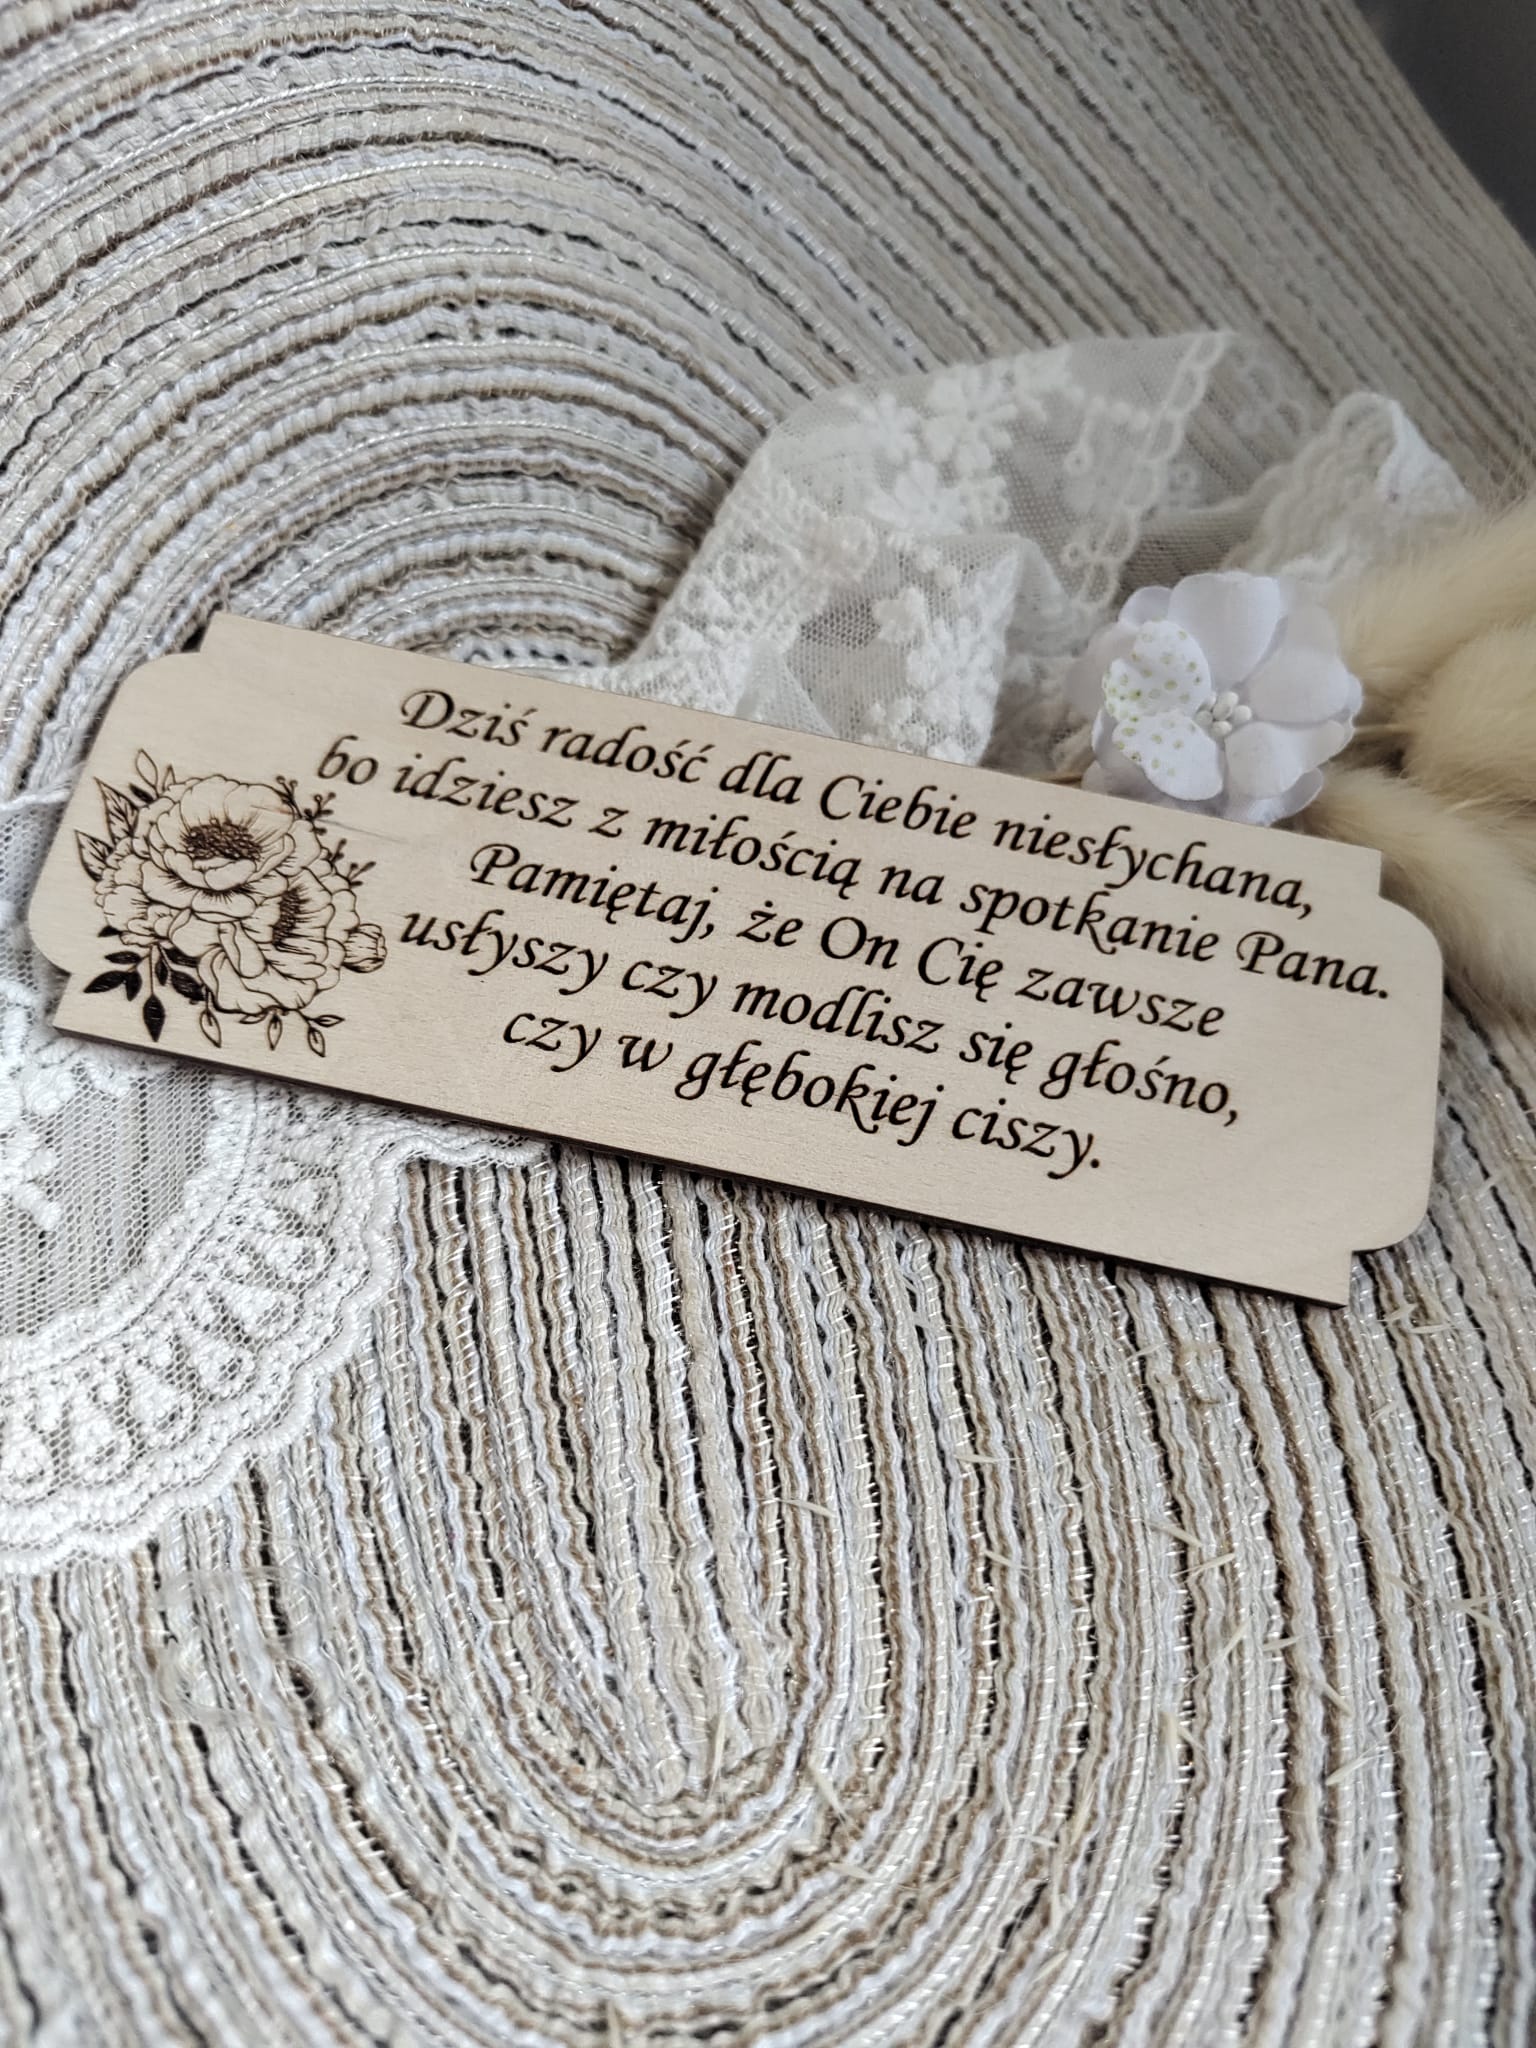 Dziś radość dla Ciebie niesłychana,
bo idziesz z miłością na spotkanie Pana.
Pamiętaj, że On Cię zawsze
usłyszy czy modlisz się głośno,
czy w głębokiej ciszy.